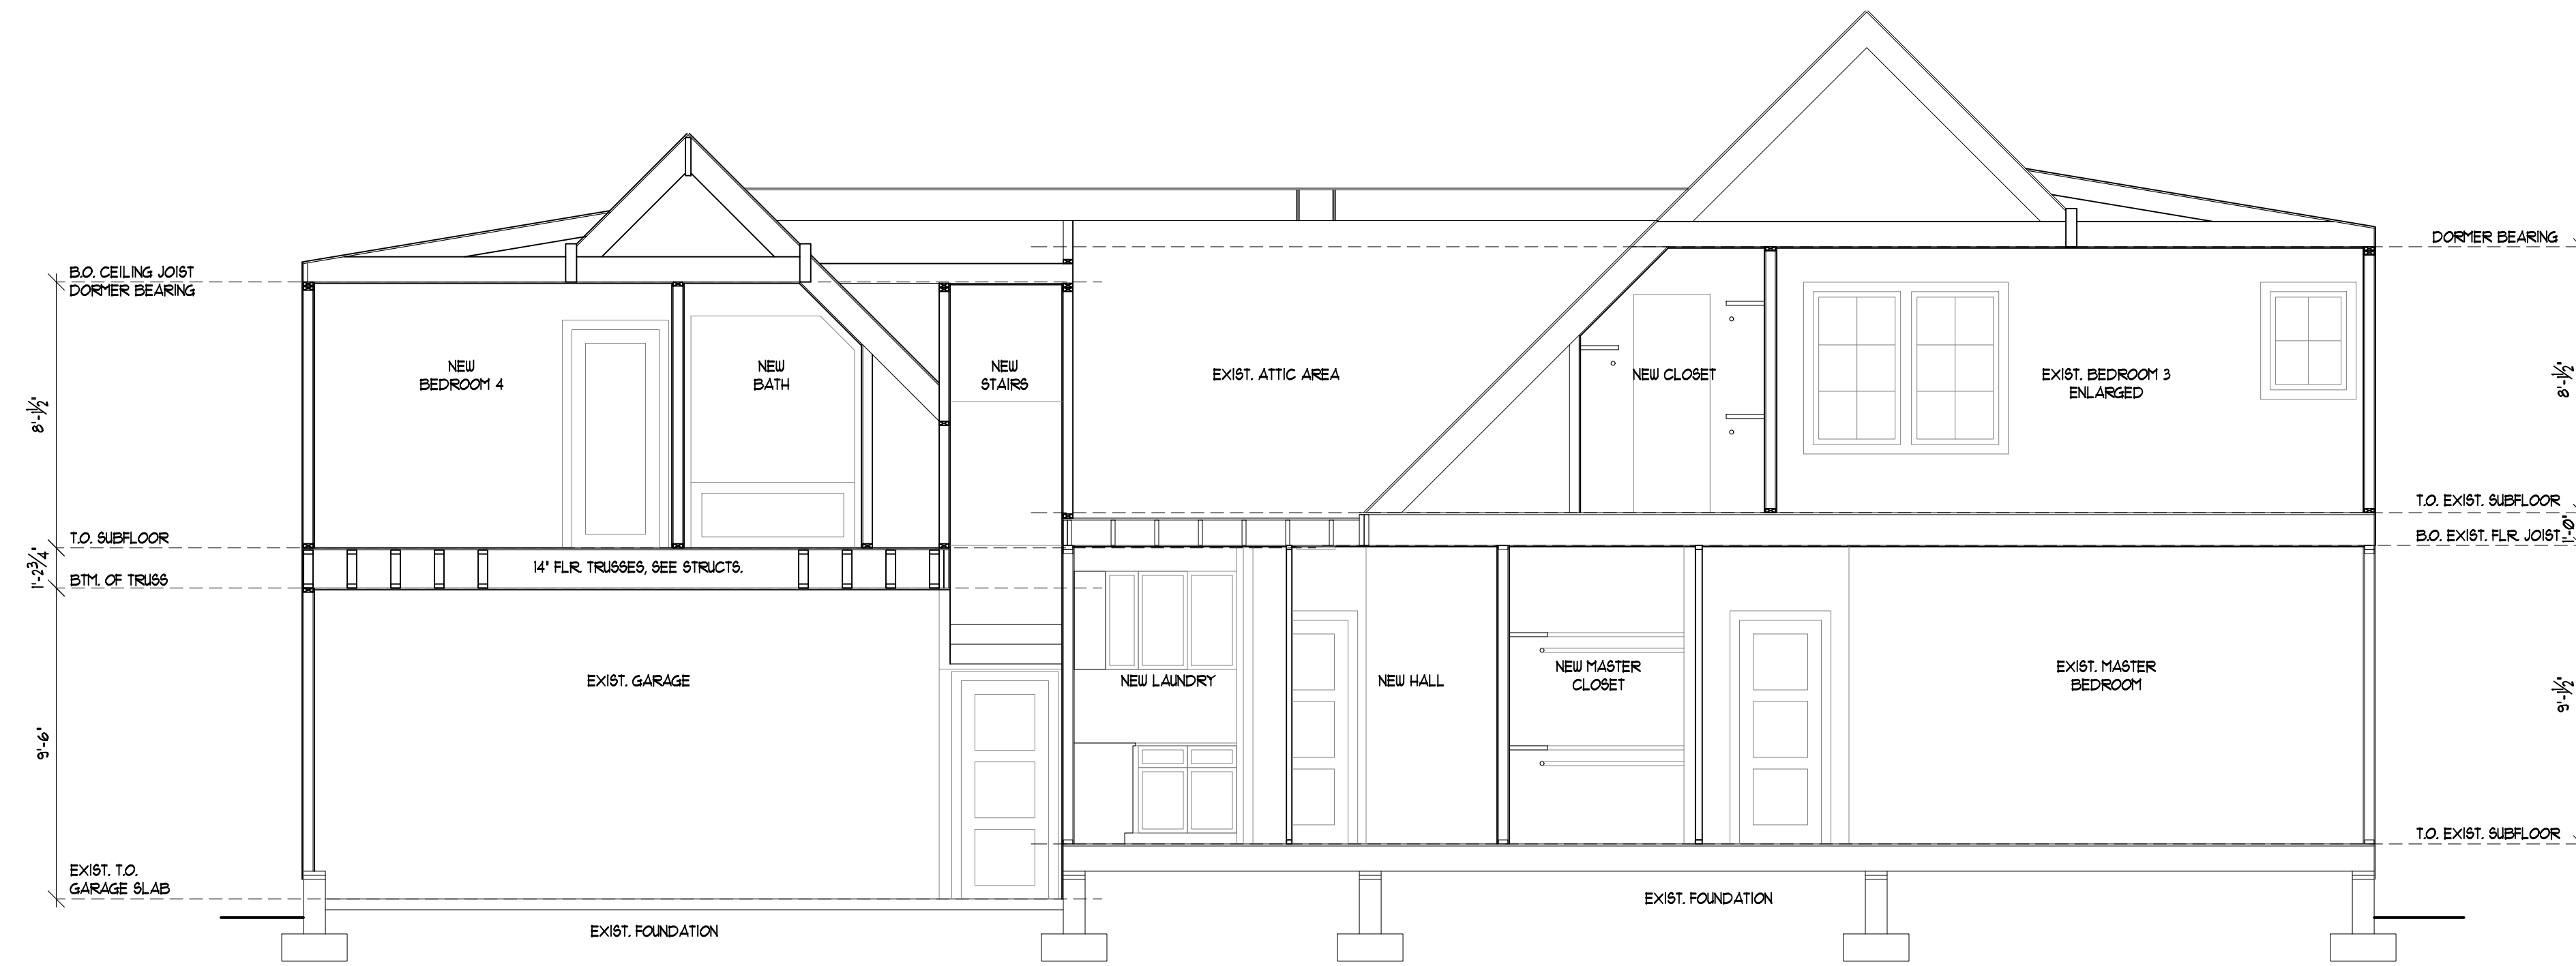 DORMER BEARING
B.O. CEILING JOIST
DORMER BEARING
8'-1½"
NEW
BEDROOM 4
NEW
BATH
NEW
STAIRS
EXIST. ATTIC AREA
NEW CLOSET
EXIST. BEDROOM 3
ENLARGED
8'-1½"
T.O. EXIST. SUBFLOOR
T.O. SUBFLOOR
1'-0"
B.O. EXIST. FLR. JOIST
1'-2¾"
14" FLR. TRUSSES, SEE STRUCTS.
BTM. OF TRUSS
EXIST. GARAGE
NEW LAUNDRY
NEW HALL
NEW MASTER
CLOSET
EXIST. MASTER
BEDROOM
9'-1½"
9'-6"
T.O. EXIST. SUBFLOOR
EXIST. T.O.
GARAGE SLAB
EXIST. FOUNDATION
EXIST. FOUNDATION